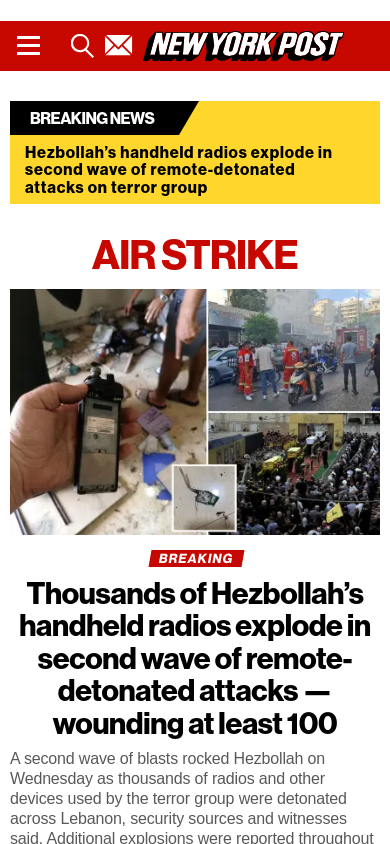 NEW YORK POST
BREAKING NEWS
Hezbollah’s handheld radios explode in
second wave of remote-detonated
attacks on terror group
AIR STRIKE
BREAKING
Thousands of Hezbollah’s
handheld radios explode in
second wave of remote-
detonated attacks —
wounding at least 100
A second wave of blasts rocked Hezbollah on
Wednesday as thousands of radios and other
devices used by the terror group were detonated
across Lebanon, security sources and witnesses
said. Additional explosions were reported throughout